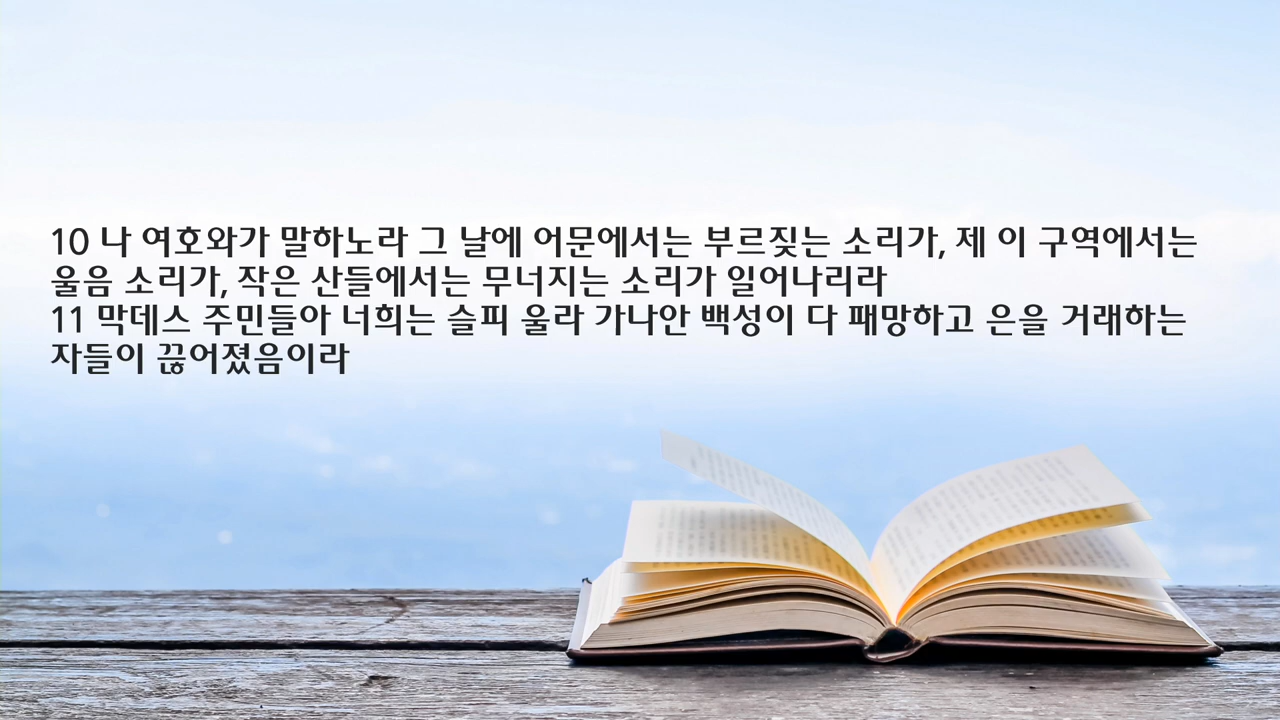 10 나 여호와가 말하노라 그 날에 어문에서는 부르짖는 소리가, 제 이 구역에서는
울음 소리가, 작은 산들에서는 무너지는 소리가 일어나리라
11 막데스 주민들아 너희는 슬피 울라 가나안 백성이 다 패망하고 은을 거래하는
자들이 끊어졌음이라